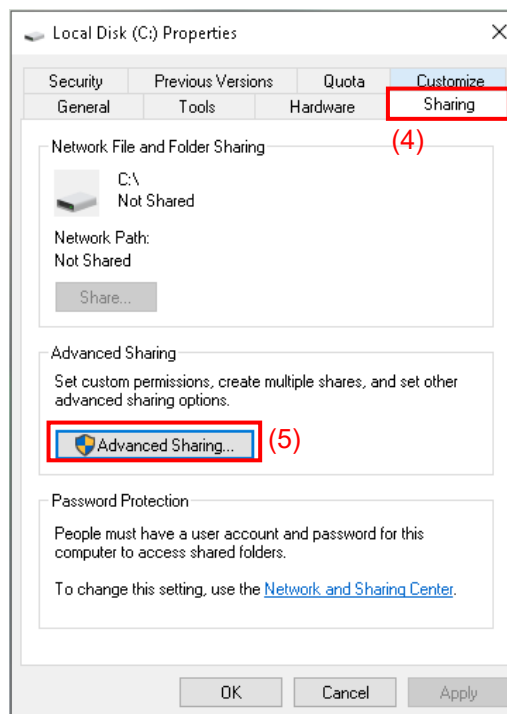 Local Disk (C:) Properties
Security Previous Versions Quota Customize
General Tools Hardware Sharing
(4)
Network File and Folder Sharing
C:\
Not Shared
Network Path:
Not Shared
Share...
Advanced Sharing
Set custom permissions, create multiple shares, and set other
advanced sharing options.
Advanced Sharing... (5)
Password Protection
People must have a user account and password for this
computer to access shared folders.
To change this setting, use the Network and Sharing Center.
OK Cancel Apply